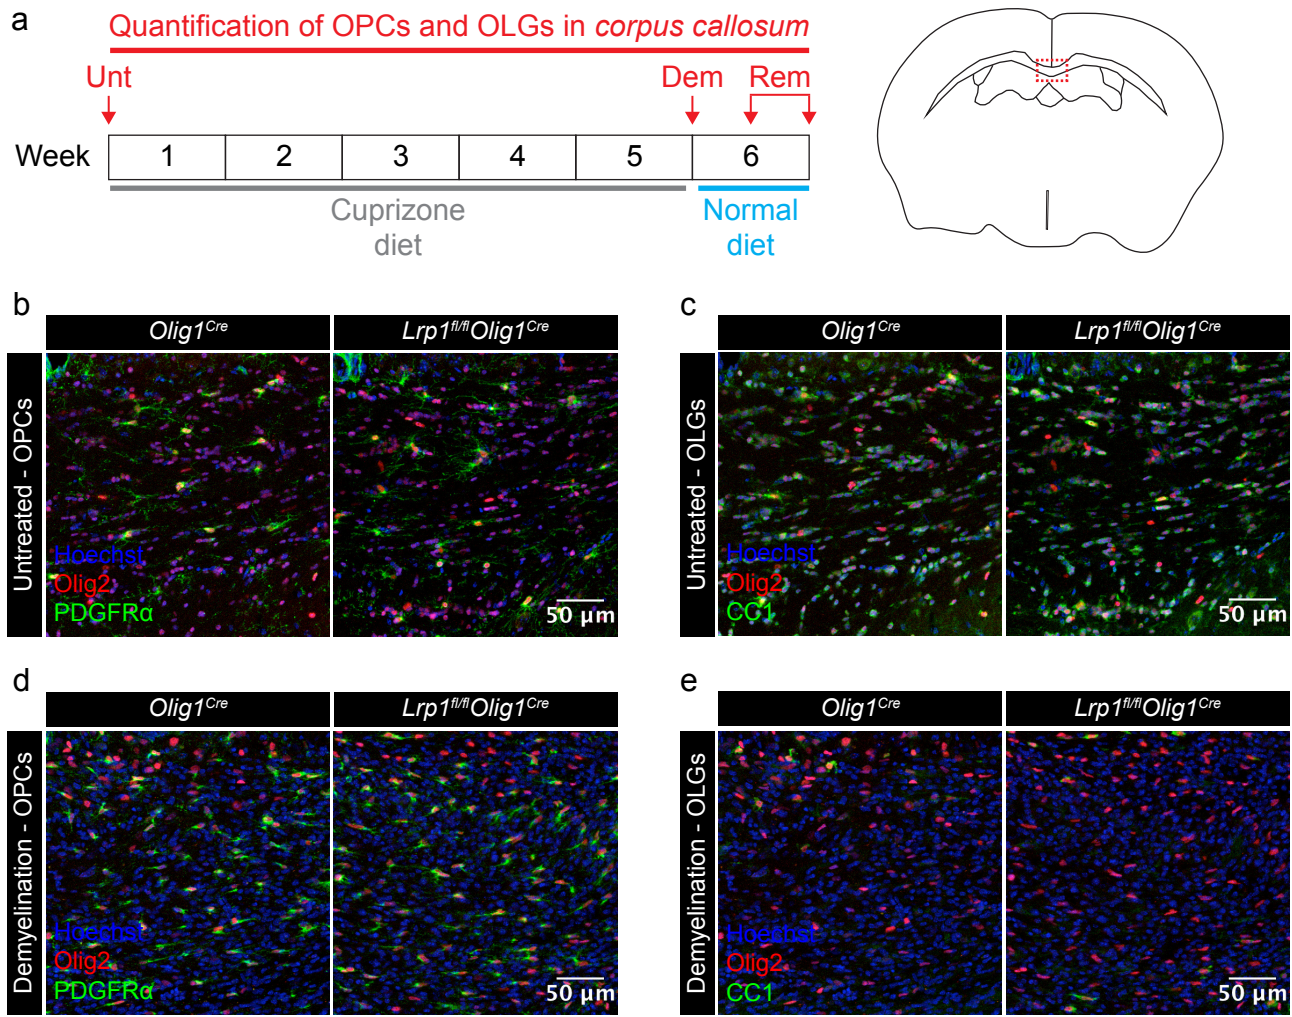 a
Quantification of OPCs and OLGs in corpus callosum
Unt Dem Rem
Week 1 2 3 4 5 6
Cuprizone diet
Normal diet
b
Olig1Cre Lrp1fl/flOlig1Cre
Untreated - OPCs
Hoechst
Olig2
PDGFRα
50 µm
c
Olig1Cre Lrp1fl/flOlig1Cre
Untreated - OLGs
Hoechst
Olig2
CC1
50 µm
d
Olig1Cre Lrp1fl/flOlig1Cre
Demyelination - OPCs
Hoechst
Olig2
PDGFRα
50 µm
e
Olig1Cre Lrp1fl/flOlig1Cre
Demyelination - OLGs
Hoechst
Olig2
CC1
50 µm